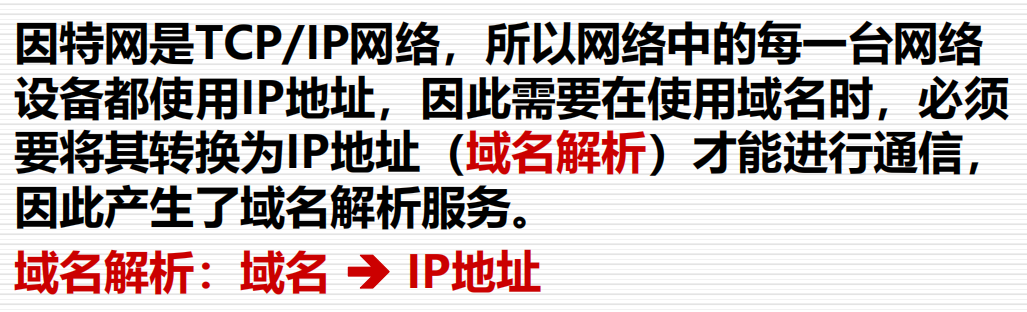 因特网是TCP/IP网络，所以网络中的每一台网络
设备都使用IP地址，因此需要在使用域名时，必须
要将其转换为IP地址（域名解析）才能进行通信，
因此产生了域名解析服务。
域名解析：域名 ➔ IP地址